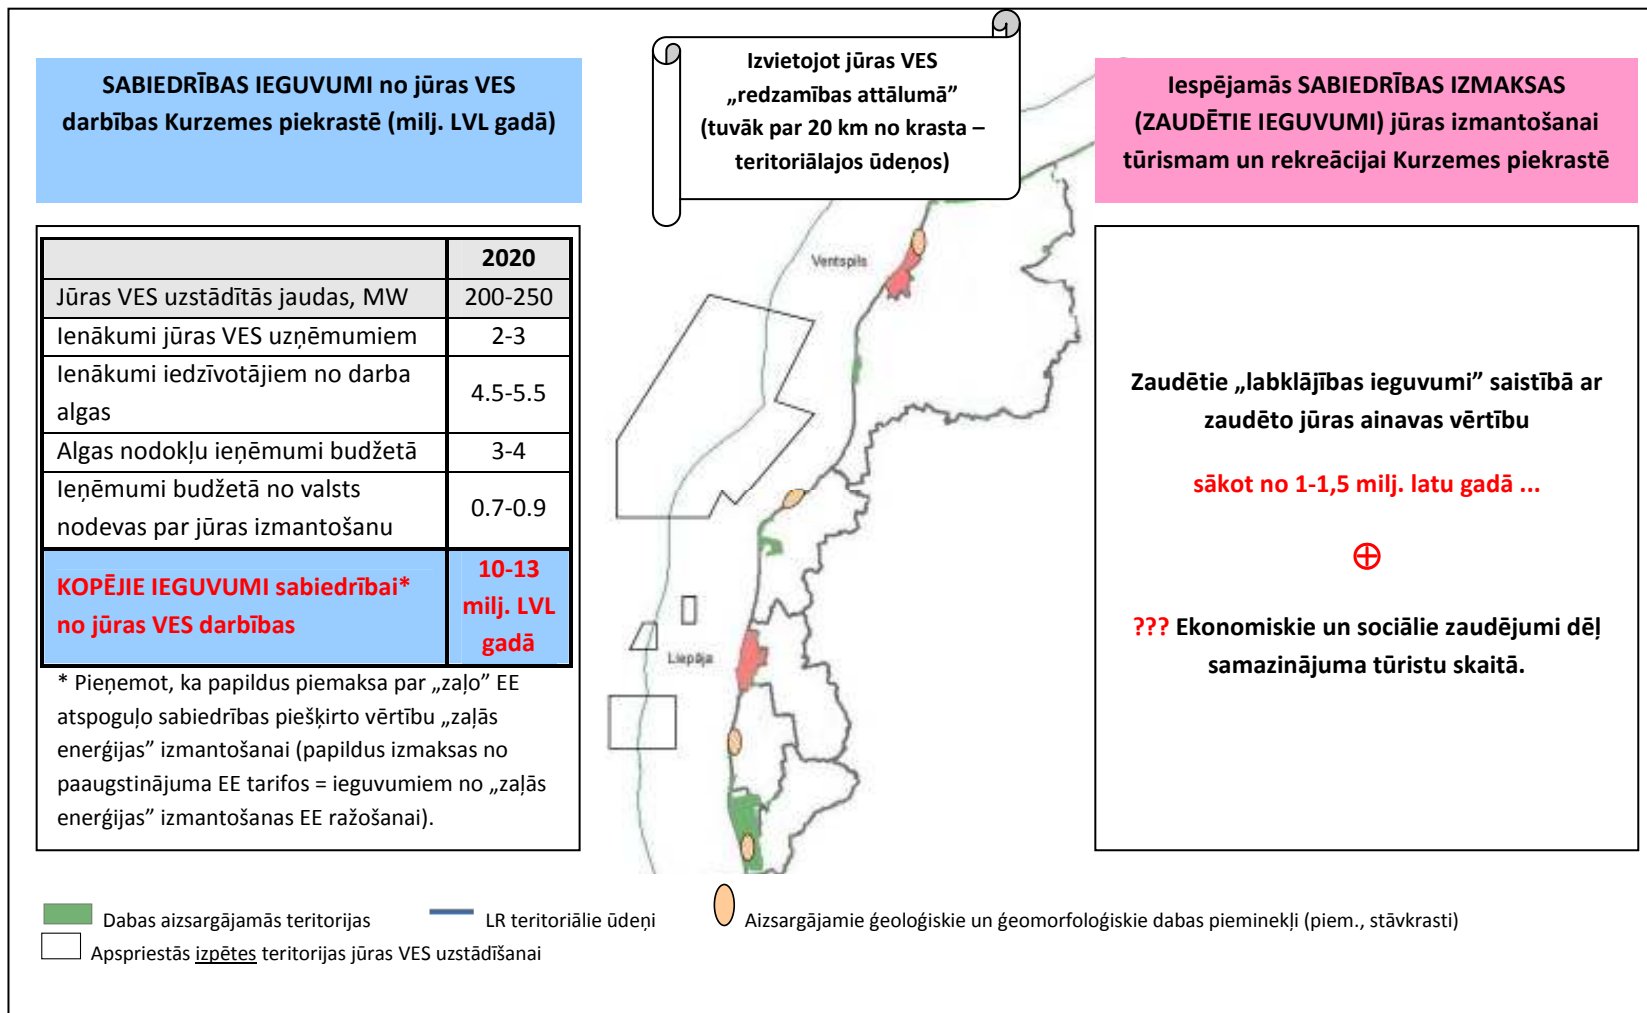 SABIEDRĪBAS IEGUVUMI no jūras VES
darbības Kurzemes piekrastē (milj. LVL gadā)
Izvietojot jūras VES
„redzamības attālumā”
(tuvāk par 20 km no krasta –
teritoriālajos ūdeņos)
Iespējamās SABIEDRĪBAS IZMAKSAS
(ZAUDĒTIE IEGUVUMI) jūras izmantošanai
tūrismam un rekreācijai Kurzemes piekrastē
2020
Jūras VES uzstādītās jaudas, MW 200-250
Ienākumi jūras VES uzņēmumiem 2-3
Ienākumi iedzīvotājiem no darba
algas 4.5-5.5
Algas nodokļu ieņēmumi budžetā 3-4
Ieņēmumi budžetā no valsts
nodevas par jūras izmantošanu 0.7-0.9
KOPĒJIE IEGUVUMI sabiedrībai*
no jūras VES darbības
10-13
milj. LVL
gadā
* Pieņemot, ka papildus piemaksa par „zaļo” EE
atspoguļo sabiedrības piešķirto vērtību „zaļās
enerģijas” izmantošanai (papildus izmaksas no
paaugstinājuma EE tarifos = ieguvumiem no „zaļās
enerģijas” izmantošanas EE ražošanai).
Ventspils
Liepāja
Zaudētie „labklājības ieguvumi” saistībā ar
zaudēto jūras ainavas vērtību
sākot no 1-1,5 milj. latu gadā ...
⊕
??? Ekonomiskie un sociālie zaudējumi dēļ
samazinājuma tūristu skaitā.
Dabas aizsargājamās teritorijas
LR teritoriālie ūdeņi
Aizsargājamie ģeoloģiskie un ģeomorfoloģiskie dabas pieminekļi (piem., stāvkrasti)
Apspriestās izpētes teritorijas jūras VES uzstādīšanai